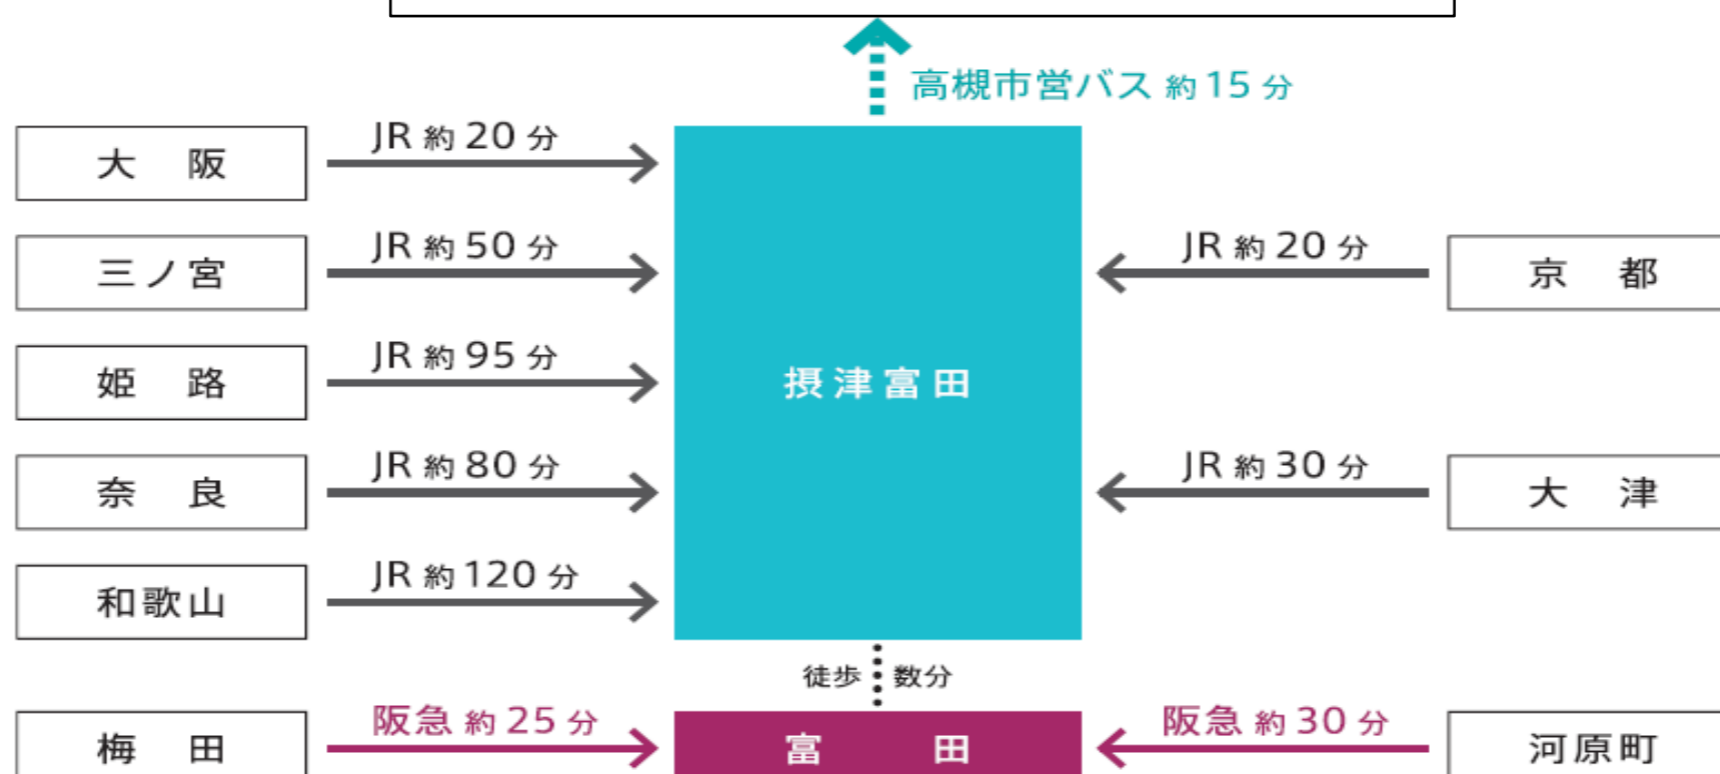 高槻市営バス 約15分
大阪
JR 約20分
三ノ宮
JR 約50分
JR 約20分
京都
姫路
JR 約95分
摂津富田
奈良
JR 約80分
JR 約30分
大津
和歌山
JR 約120分
徒歩 数分
梅田
阪急 約25分
富田
阪急 約30分
河原町